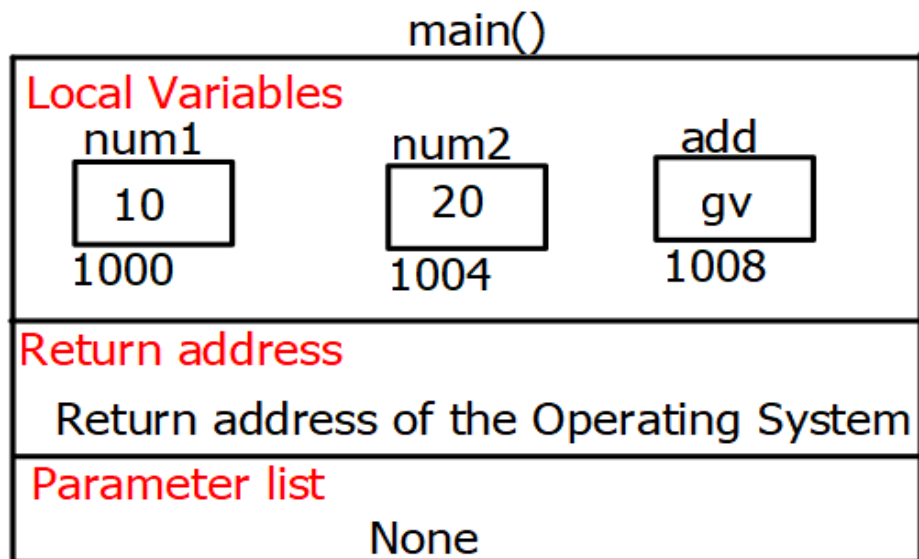 main()
Local Variables
num1 num2 add
10 20 gv
1000 1004 1008
Return address
Return address of the Operating System
Parameter list
None